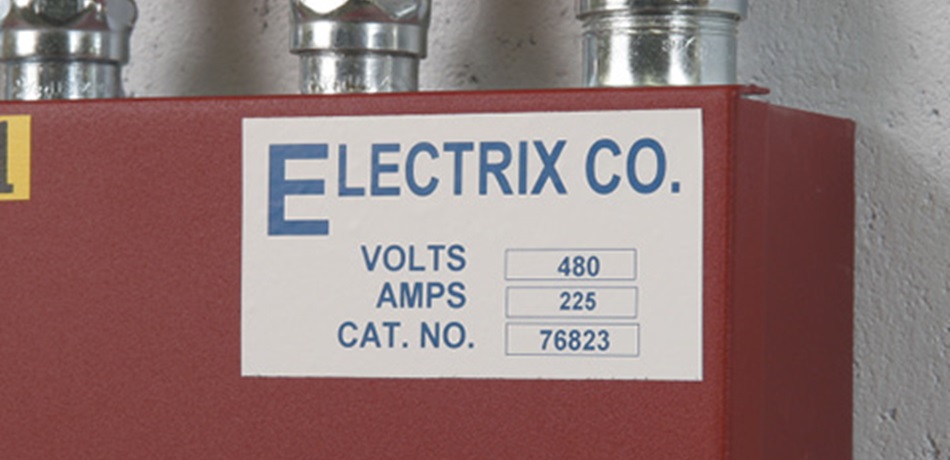 ELECTRIX CO.
VOLTS 480
AMPS 225
CAT. NO. 76823